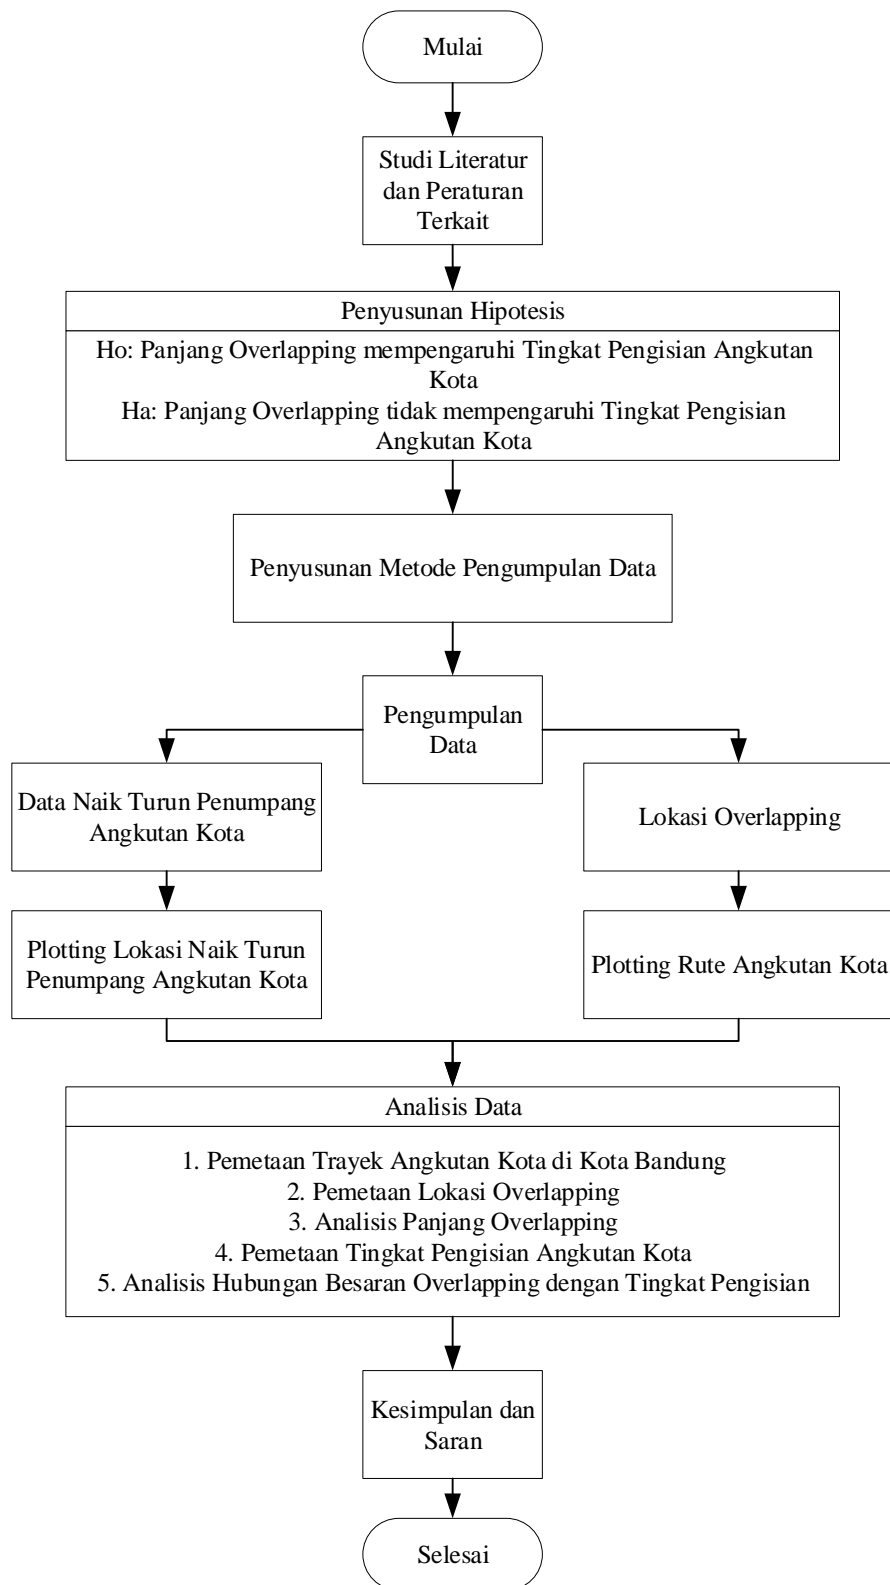 Mulai
Studi Literatur
dan Peraturan
Terkait
Penyusunan Hipotesis
Ho: Panjang Overlapping mempengaruhi Tingkat Pengisian Angkutan
Kota
Ha: Panjang Overlapping tidak mempengaruhi Tingkat Pengisian
Angkutan Kota
Penyusunan Metode Pengumpulan Data
Pengumpulan
Data
Data Naik Turun Penumpang
Angkutan Kota
Lokasi Overlapping
Plotting Lokasi Naik Turun
Penumpang Angkutan Kota
Plotting Rute Angkutan Kota
Analisis Data
1. Pemetaan Trayek Angkutan Kota di Kota Bandung
2. Pemetaan Lokasi Overlapping
3. Analisis Panjang Overlapping
4. Pemetaan Tingkat Pengisian Angkutan Kota
5. Analisis Hubungan Besaran Overlapping dengan Tingkat Pengisian
Kesimpulan dan
Saran
Selesai